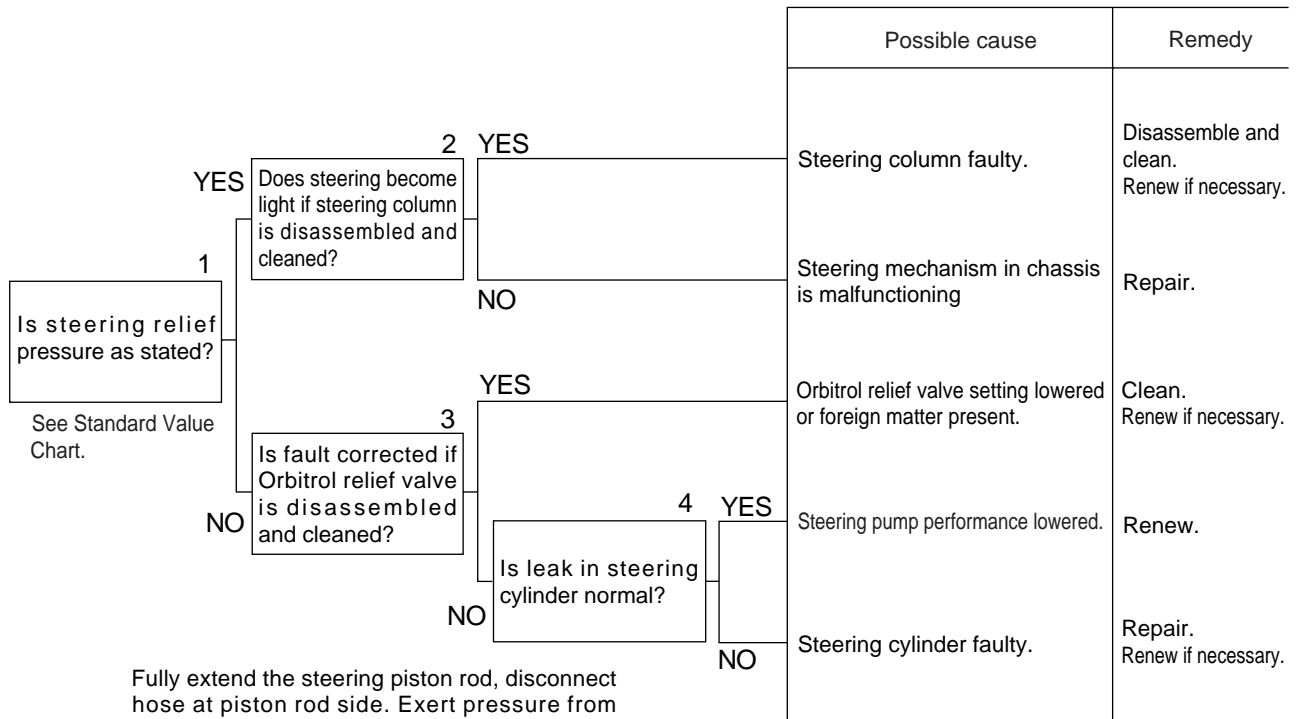 Possible cause
Remedy
2
YES
YES
Does steering become
light if steering column
is disassembled and
cleaned?
Steering column faulty.
Disassemble and
clean.
Renew if necessary.
1
NO
Steering mechanism in chassis
is malfunctioning
Repair.
Is steering relief
pressure as stated?
See Standard Value
Chart.
3
YES
Orbitrol relief valve setting lowered
or foreign matter present.
Clean.
Renew if necessary.
NO
Is fault corrected if
Orbitrol relief valve
is disassembled
and cleaned?
4
YES
Steering pump performance lowered.
Renew.
NO
Is leak in steering
cylinder normal?
NO
Steering cylinder faulty.
Repair.
Renew if necessary.
Fully extend the steering piston rod, disconnect
hose at piston rod side. Exert pressure from